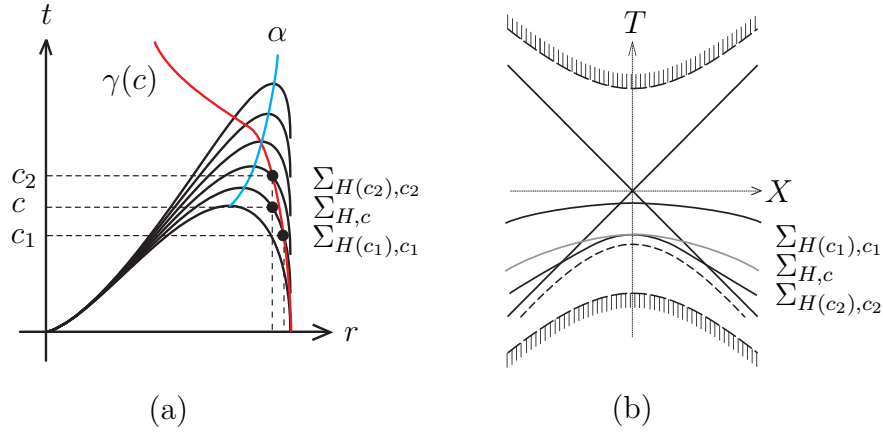 t
α
γ(c)
c₂
c
c₁
Σ_{H(c₂),c₂}
Σ_{H,c}
Σ_{H(c₁),c₁}
r
(a)
T
X
Σ_{H(c₁),c₁}
Σ_{H,c}
Σ_{H(c₂),c₂}
(b)